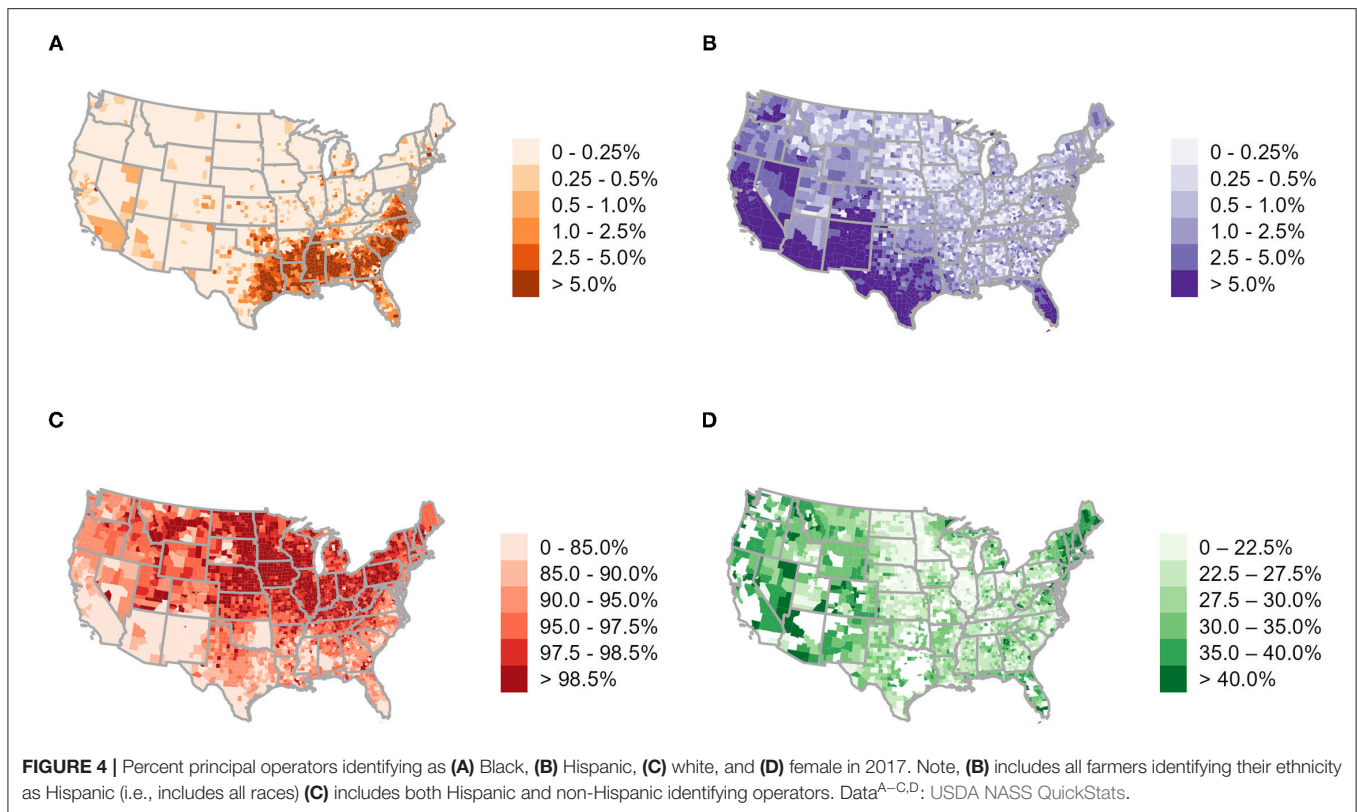 A
0 - 0.25%
0.25 - 0.5%
0.5 - 1.0%
1.0 - 2.5%
2.5 - 5.0%
> 5.0%
B
0 - 0.25%
0.25 - 0.5%
0.5 - 1.0%
1.0 - 2.5%
2.5 - 5.0%
> 5.0%
C
0 - 85.0%
85.0 - 90.0%
90.0 - 95.0%
95.0 - 97.5%
97.5 - 98.5%
> 98.5%
D
0 – 22.5%
22.5 – 27.5%
27.5 – 30.0%
30.0 – 35.0%
35.0 – 40.0%
> 40.0%
FIGURE 4 | Percent principal operators identifying as (A) Black, (B) Hispanic, (C) white, and (D) female in 2017. Note, (B) includes all farmers identifying their ethnicity
as Hispanic (i.e., includes all races) (C) includes both Hispanic and non-Hispanic identifying operators. Data^A–C,D: USDA NASS QuickStats.